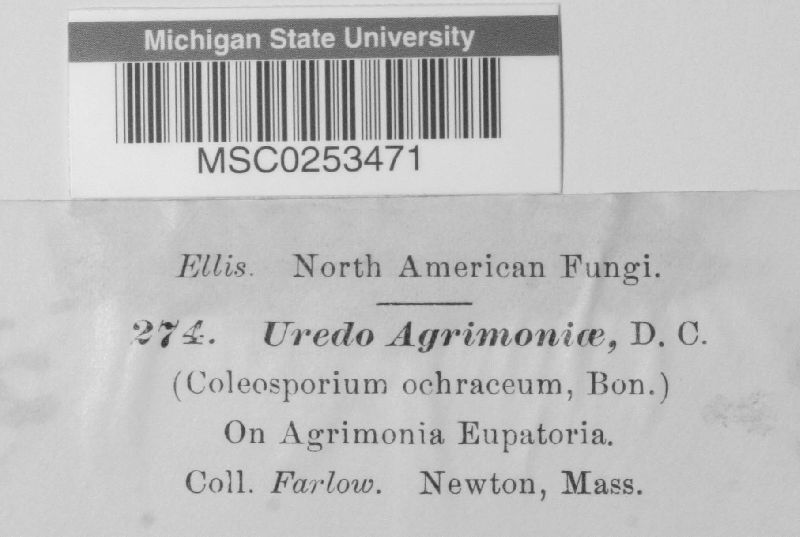 Michigan State University
MSC0253471
Ellis. North American Fungi.
274. Uredo Agrimoniæ, D. C.
(Coleosporium ochraceum, Bon.)
On Agrimonia Eupatoria.
Coll. Farlow. Newton, Mass.